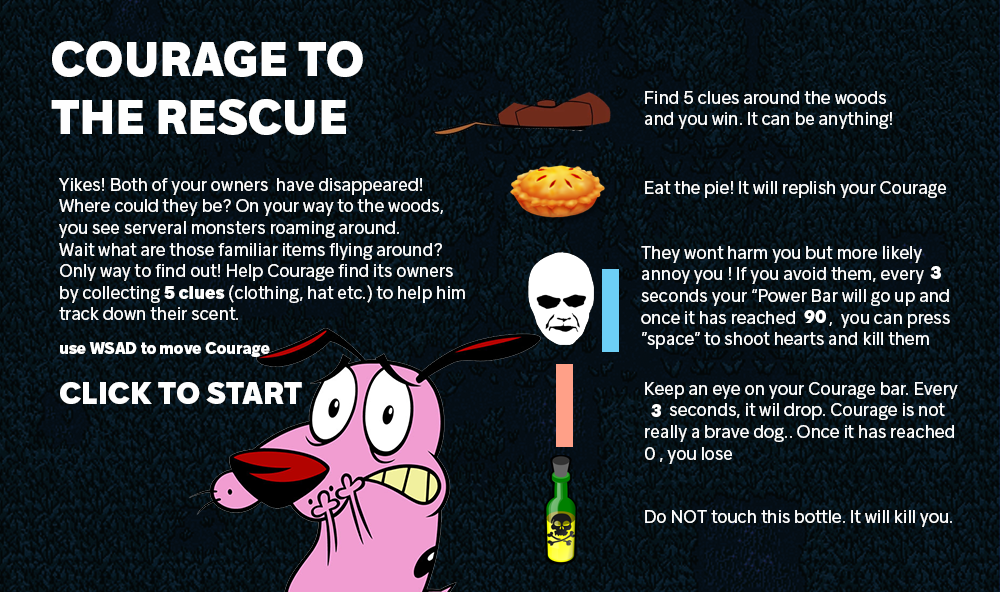 COURAGE TO
THE RESCUE
Yikes! Both of your owners have disappeared!
Where could they be? On your way to the woods,
you see serveral monsters roaming around.
Wait what are those familiar items flying around?
Only way to find out! Help Courage find its owners
by collecting 5 clues (clothing, hat etc.) to help him
track down their scent.
use WSAD to move Courage
CLICK TO START
Find 5 clues around the woods
and you win. It can be anything!
Eat the pie! It will replish your Courage
They wont harm you but more likely
annoy you ! If you avoid them, every 3
seconds your “Power Bar will go up and
once it has reached 90 , you can press
”space” to shoot hearts and kill them
Keep an eye on your Courage bar. Every
3 seconds, it wil drop. Courage is not
really a brave dog.. Once it has reached
0 , you lose
Do NOT touch this bottle. It will kill you.